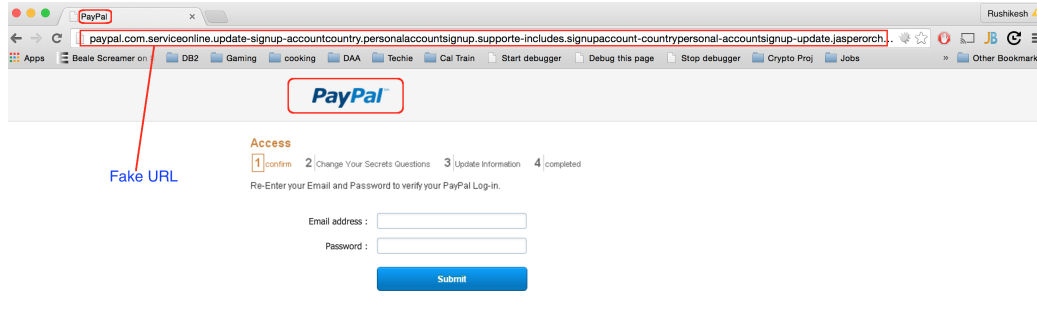 PayPal
Rushikesh
paypal.com.serviceonline.update-signup-accountcountry.personalaccountsignup.supporte-includes.signupaccount-countrypersonal-accountsignup-update.jasperorch...
Apps Beale Screamer on DB2 Gaming cooking DAA Techie Cal Train Start debugger Debug this page Stop debugger Crypto Proj Jobs » Other Bookmark
PayPal™
Access
1 confirm 2 Change Your Secrets Questions 3 Update Information 4 completed
Fake URL
Re-Enter your Email and Password to verify your PayPal Log-in.
Email address :
Password :
Submit